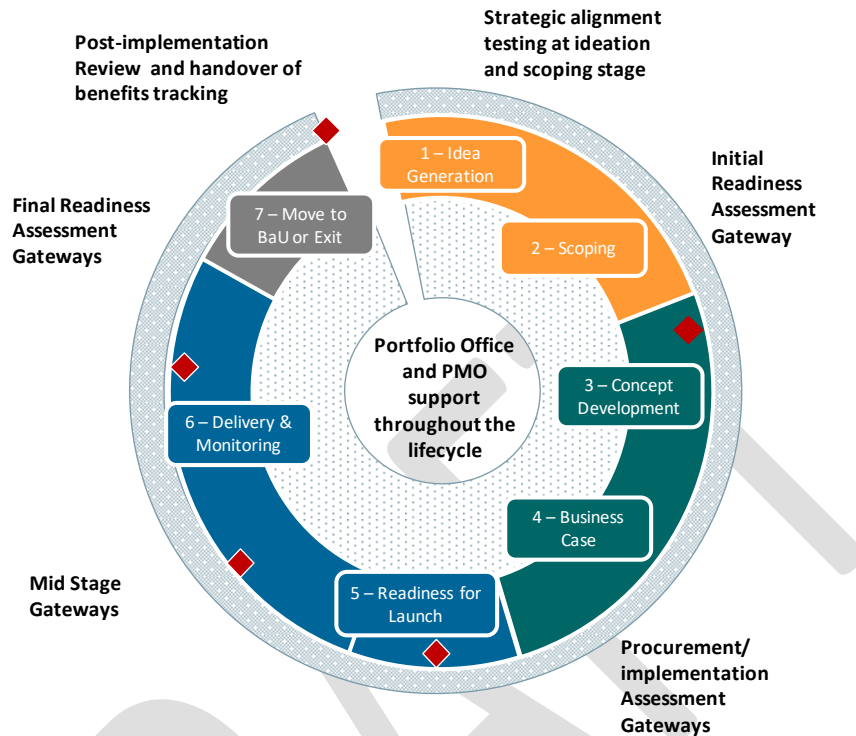 Post-implementation
Review and handover of
benefits tracking
Strategic alignment
testing at ideation
and scoping stage
1 – Idea
Generation
2 – Scoping
Initial
Readiness
Assessment
Gateway
3 – Concept
Development
4 – Business
Case
Procurement/
implementation
Assessment
Gateways
5 – Readiness for
Launch
Mid Stage
Gateways
6 – Delivery &
Monitoring
Final Readiness
Assessment
Gateways
7 – Move to
BaU or Exit
Portfolio Office
and PMO
support
throughout the
lifecycle